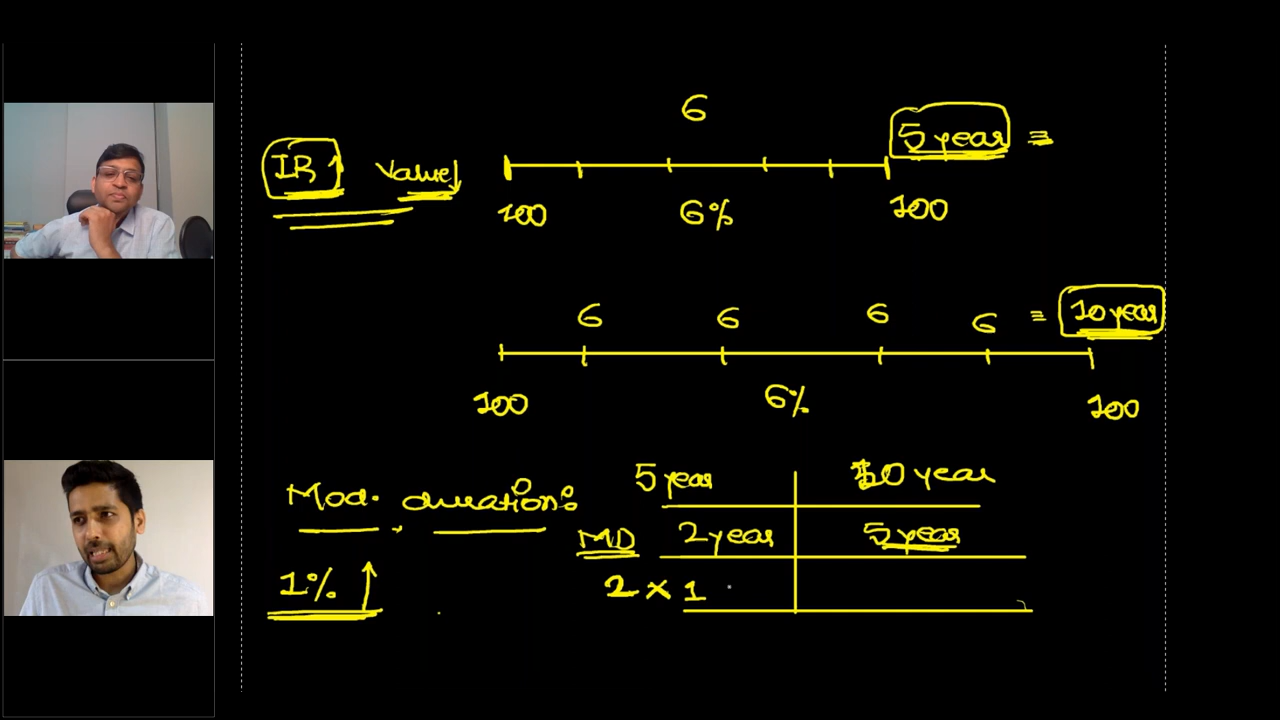 6
5 year ≡
IR↑ Value↓
100 6% 100
6 6 6 6 ≡ 10 year
100 6% 100
5 year 10 year
Mod. duration:
MD 2 year 5 year
1% ↑ 2 × 1